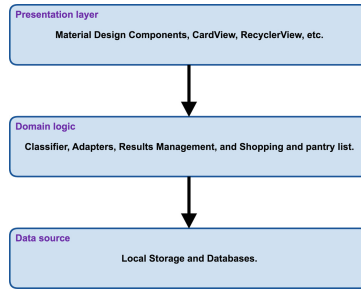 Presentation layer
Material Design Components, CardView, RecyclerView, etc.
Domain logic
Classifier, Adapters, Results Management, and Shopping and pantry list.
Data source
Local Storage and Databases.